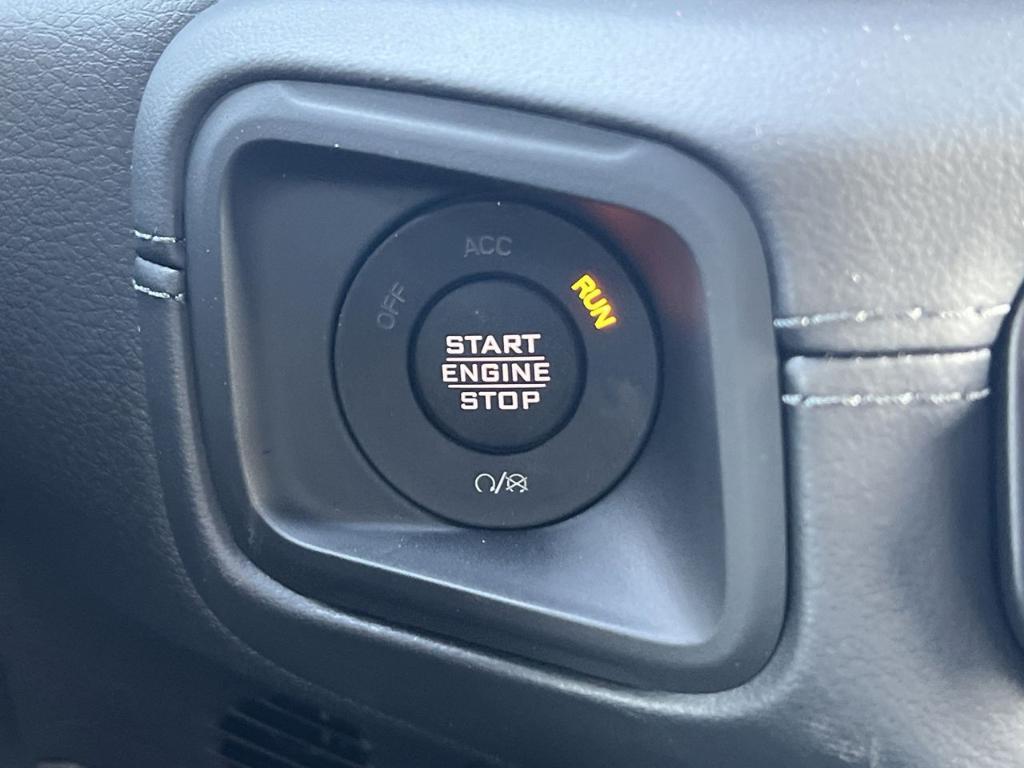 OFF
ACC
RUN
START
ENGINE
STOP